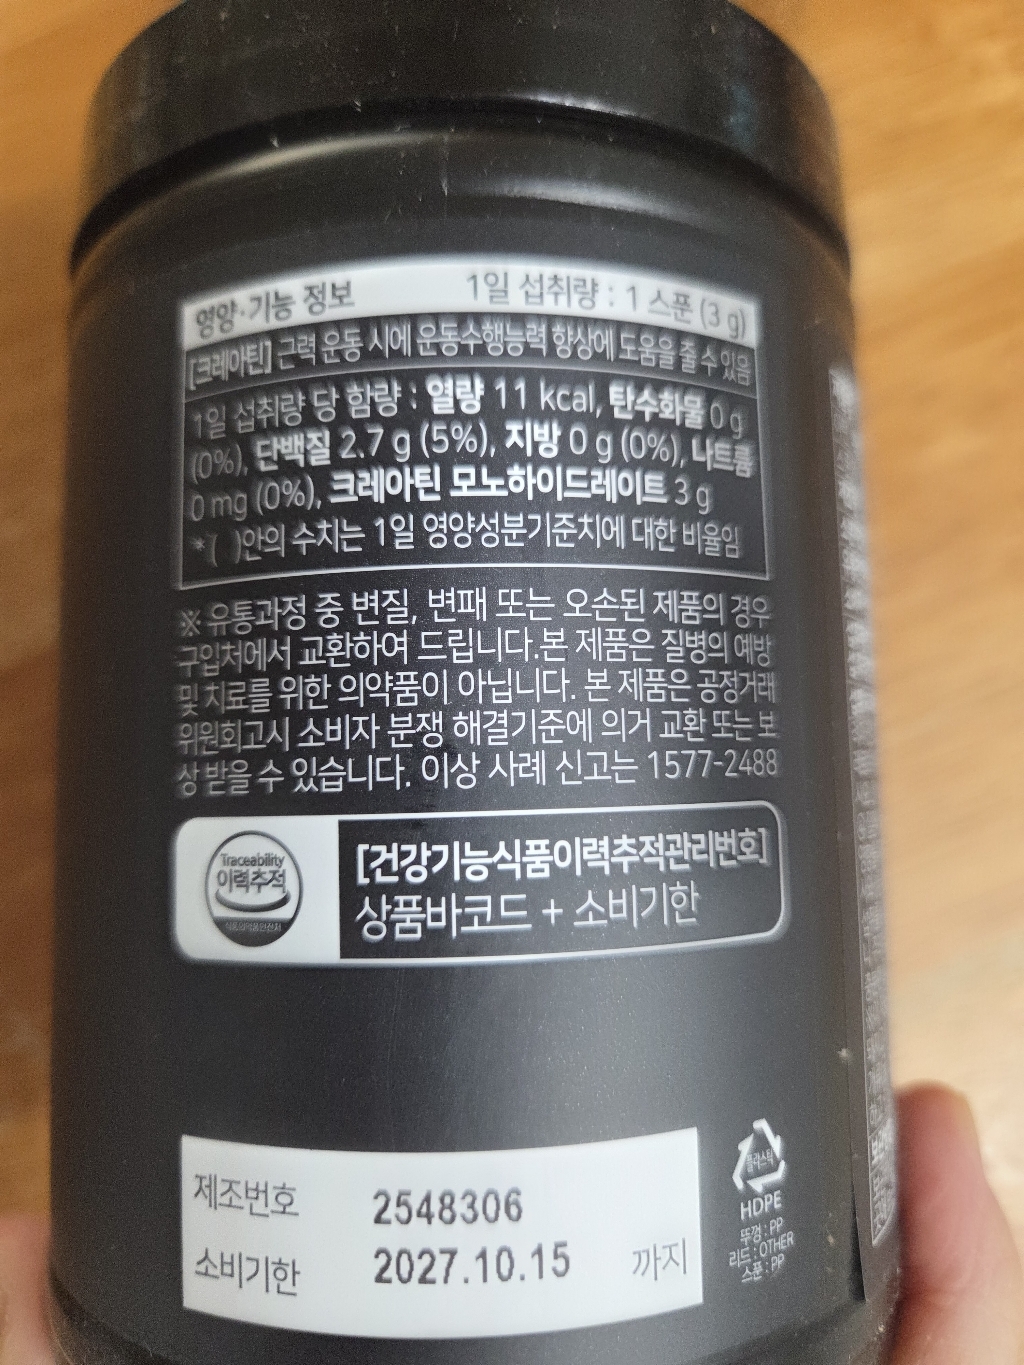 영양·기능 정보 1일 섭취량 : 1 스푼 (3 g)
[크레아틴] 근력 운동 시에 운동수행능력 향상에 도움을 줄 수 있음
1일 섭취량 당 함량 : 열량 11 kcal, 탄수화물 0 g
(0%), 단백질 2.7 g (5%), 지방 0 g (0%), 나트륨
0 mg (0%), 크레아틴 모노하이드레이트 3 g
*( )안의 수치는 1일 영양성분기준치에 대한 비율임
※ 유통과정 중 변질, 변패 또는 오손된 제품의 경우
구입처에서 교환하여 드립니다.본 제품은 질병의 예방
및 치료를 위한 의약품이 아닙니다. 본 제품은 공정거래
위원회고시 소비자 분쟁 해결기준에 의거 교환 또는 보
상 받을 수 있습니다. 이상 사례 신고는 1577-2488
Traceability
이력추적
식품의약품안전처
[건강기능식품이력추적관리번호]
상품바코드 + 소비기한
제조번호 2548306
소비기한 2027.10.15 까지
플라스틱
HDPE
뚜껑 : PP
리드 : OTHER
스푼 : PP